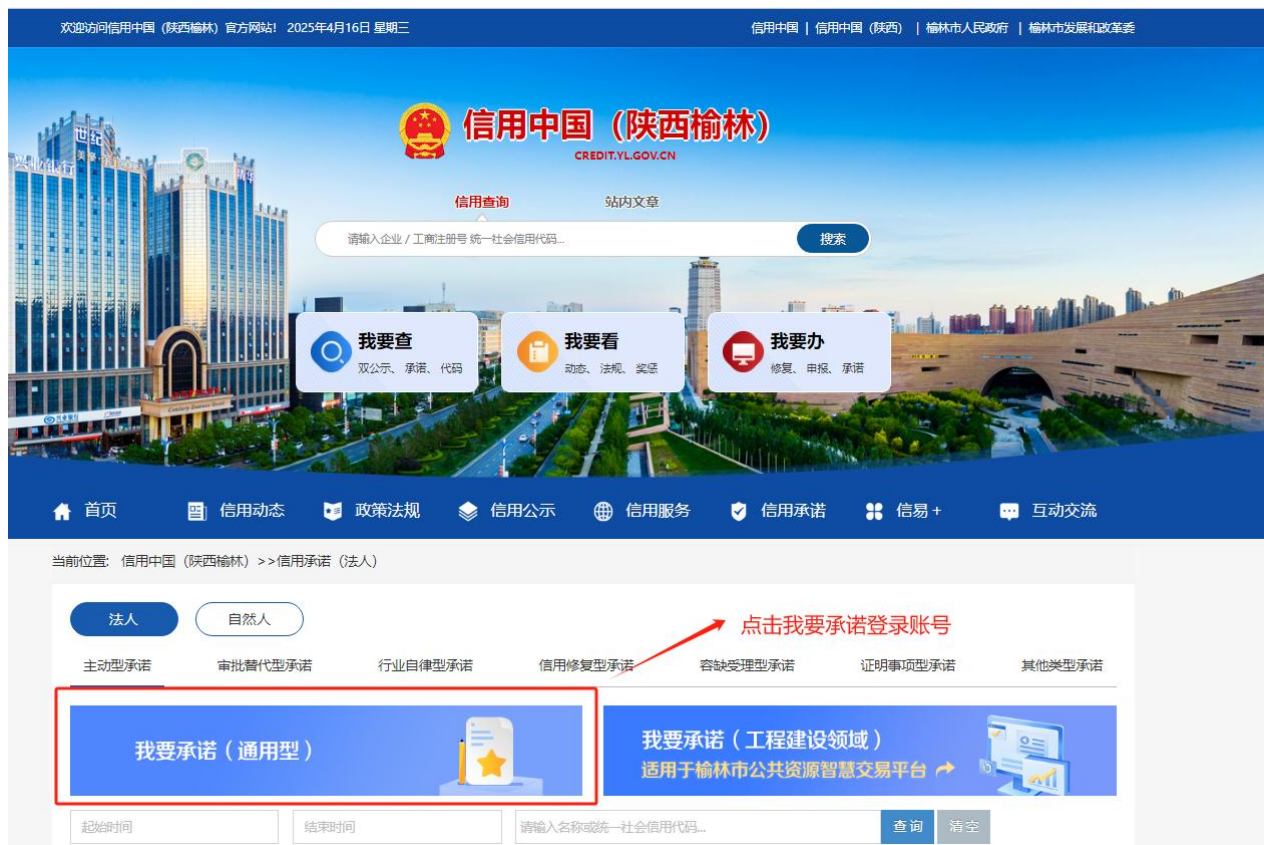 欢迎访问信用中国（陕西榆林）官方网站！ 2025年4月16日 星期三
信用中国 | 信用中国（陕西） | 榆林市人民政府 | 榆林市发展和改革委
信用中国（陕西榆林）
CREDIT.YL.GOV.CN
世纪
兴业银行
信用查询 站内文章
请输入企业 / 工商注册号 统一社会信用代码... 搜索
我要查 我要看 我要办
双公示、承诺、代码 动态、法规、奖惩 修复、申报、承诺
首页 信用动态 政策法规 信用公示 信用服务 信用承诺 信易+ 互动交流
当前位置: 信用中国（陕西榆林）>>信用承诺（法人）
法人 自然人
点击我要承诺登录账号
主动型承诺 审批替代型承诺 行业自律型承诺 信用修复型承诺 容缺受理型承诺 证明事项型承诺 其他类型承诺
我要承诺（通用型）
我要承诺（工程建设领域）
适用于榆林市公共资源智慧交易平台
起始时间 结束时间 请输入名称或统一社会信用代码... 查询 清空